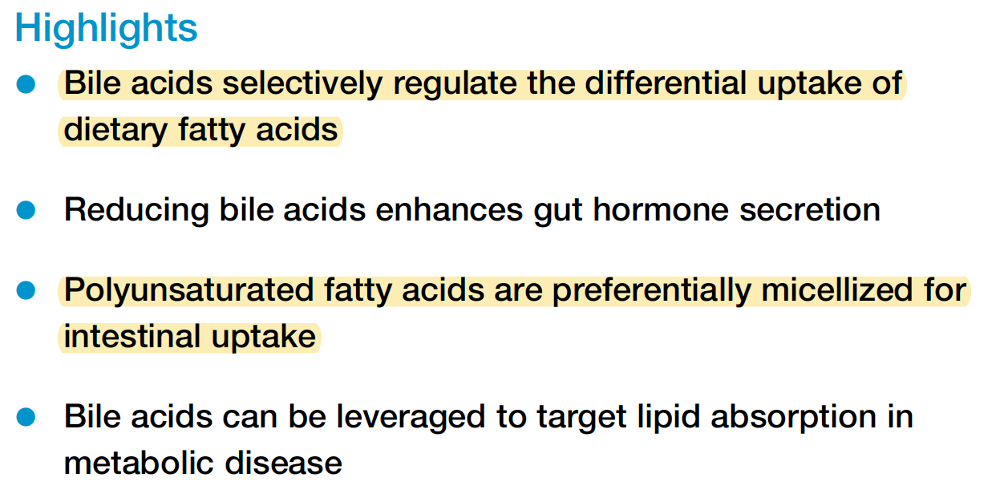 Highlights
Bile acids selectively regulate the differential uptake of
dietary fatty acids
Reducing bile acids enhances gut hormone secretion
Polyunsaturated fatty acids are preferentially micellized for
intestinal uptake
Bile acids can be leveraged to target lipid absorption in
metabolic disease